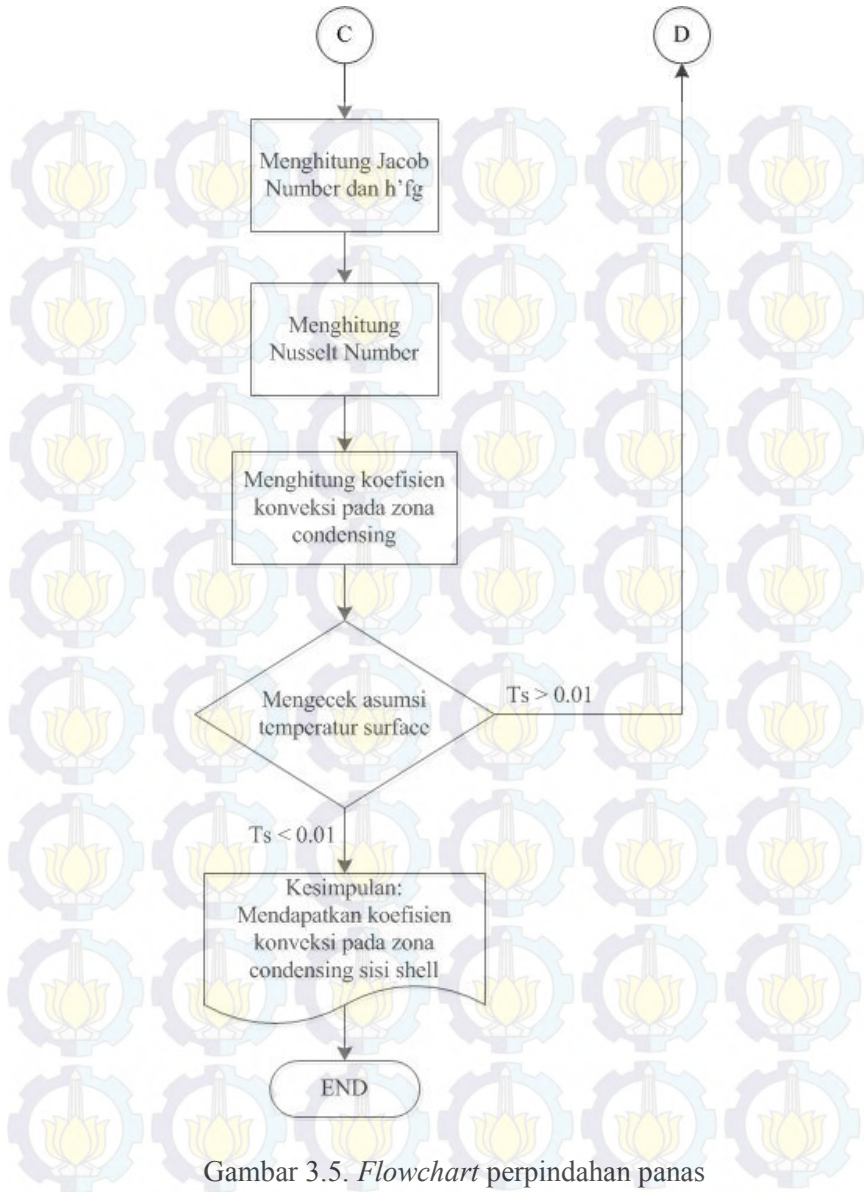 C
D
Menghitung Jacob
Number dan h'fg
Menghitung
Nusselt Number
Menghitung koefisien
konveksi pada zona
condensing
Mengecek asumsi
temperatur surface
Ts > 0.01
Ts < 0.01
Kesimpulan:
Mendapatkan koefisien
konveksi pada zona
condensing sisi shell
END
Gambar 3.5. Flowchart perpindahan panas